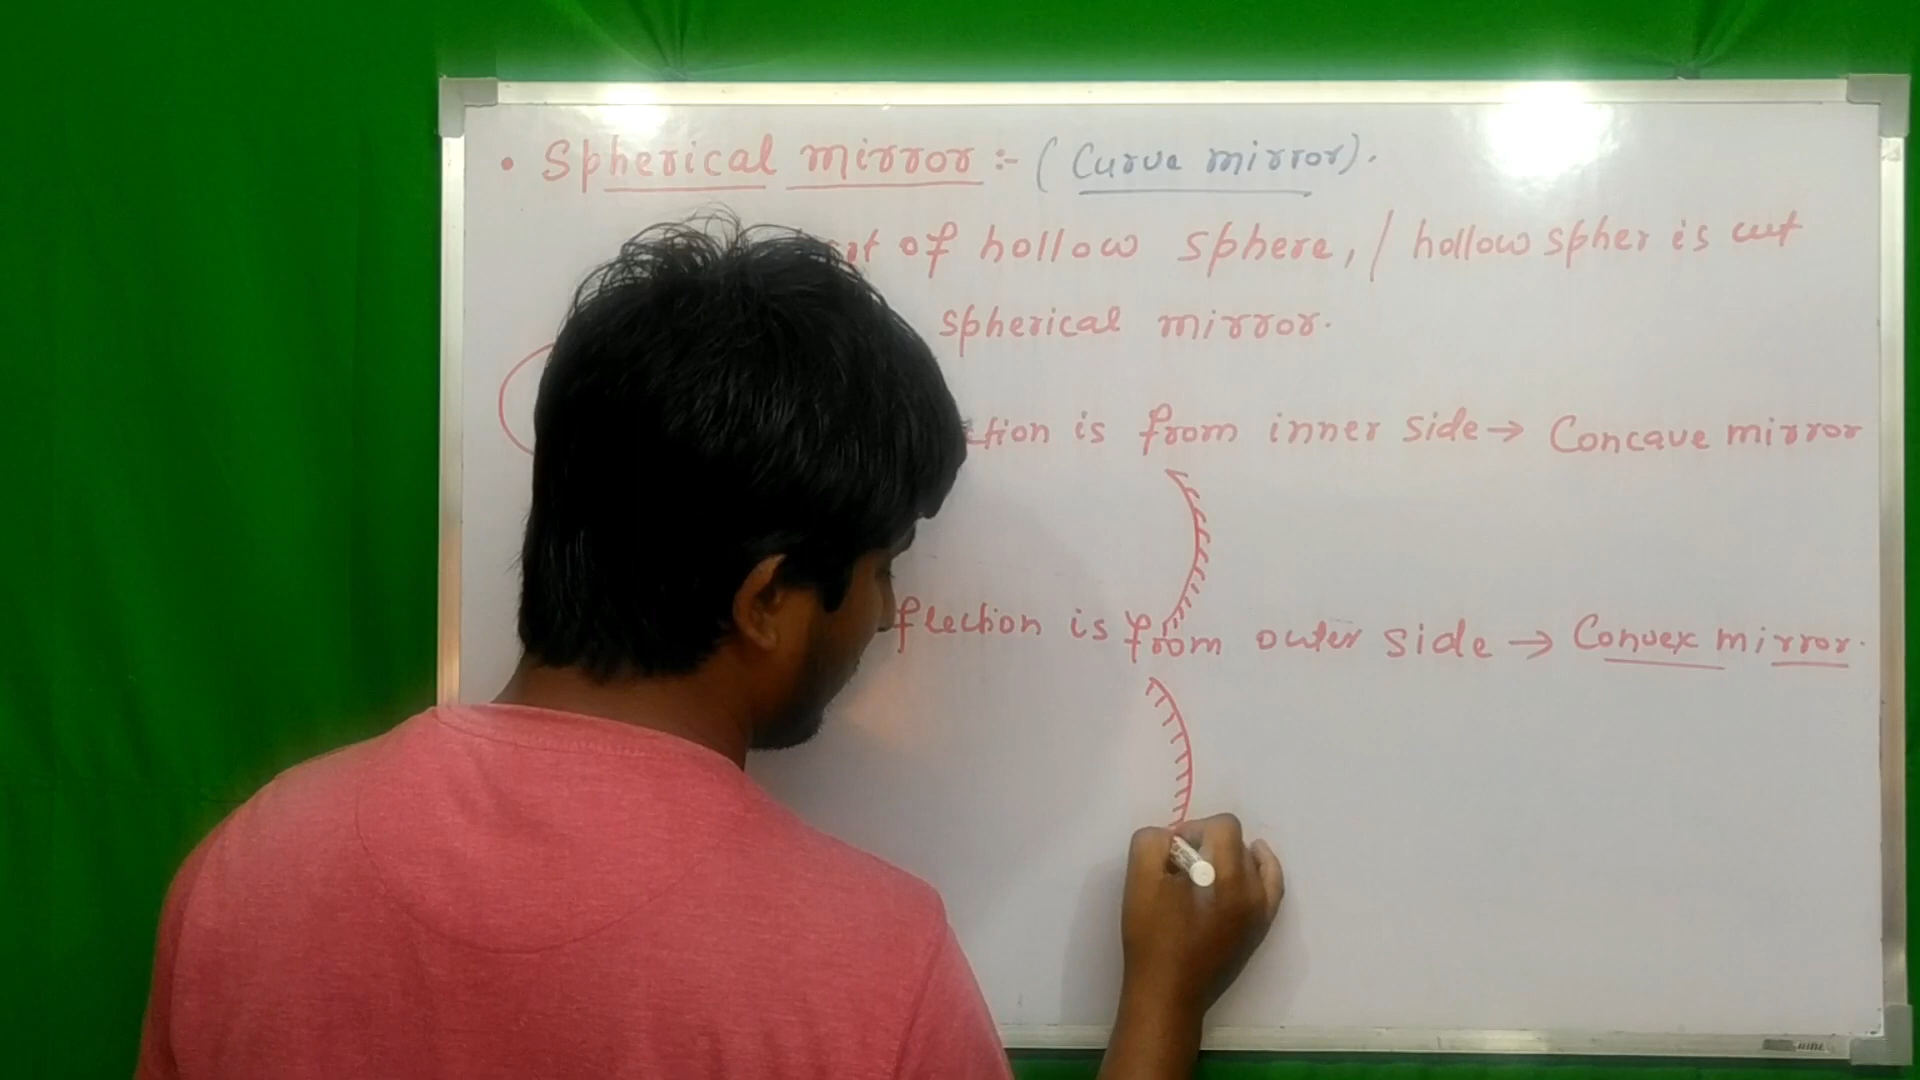 • Spherical mirror :- (Curve mirror).
of hollow sphere, / hollow spher is cut
spherical mirror.
ction is from inner side → Concave mirror
flection is from outer side → Convex mirror.